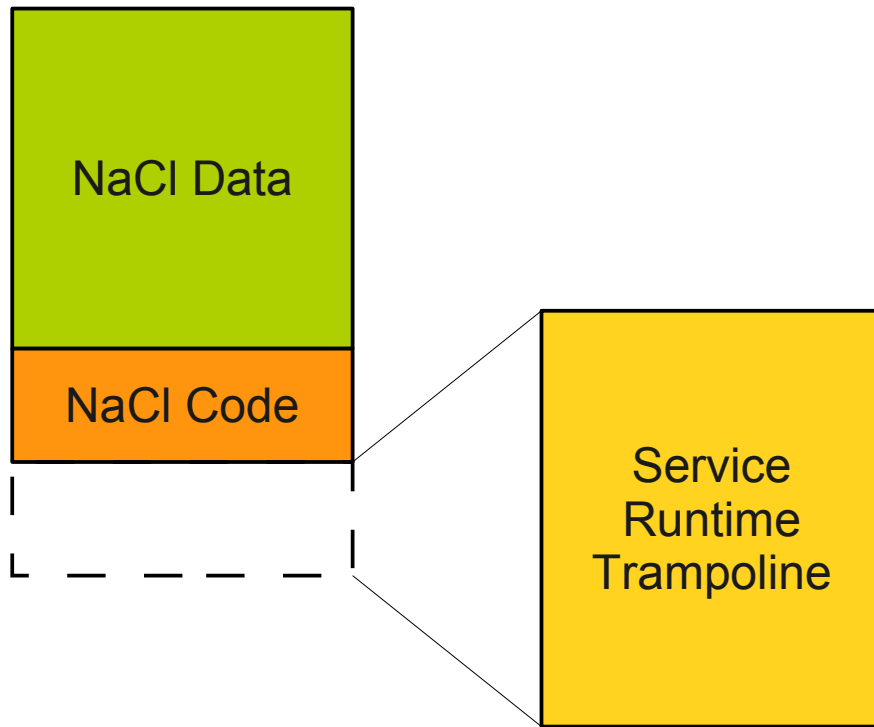 NaCl Data
NaCl Code
Service
Runtime
Trampoline